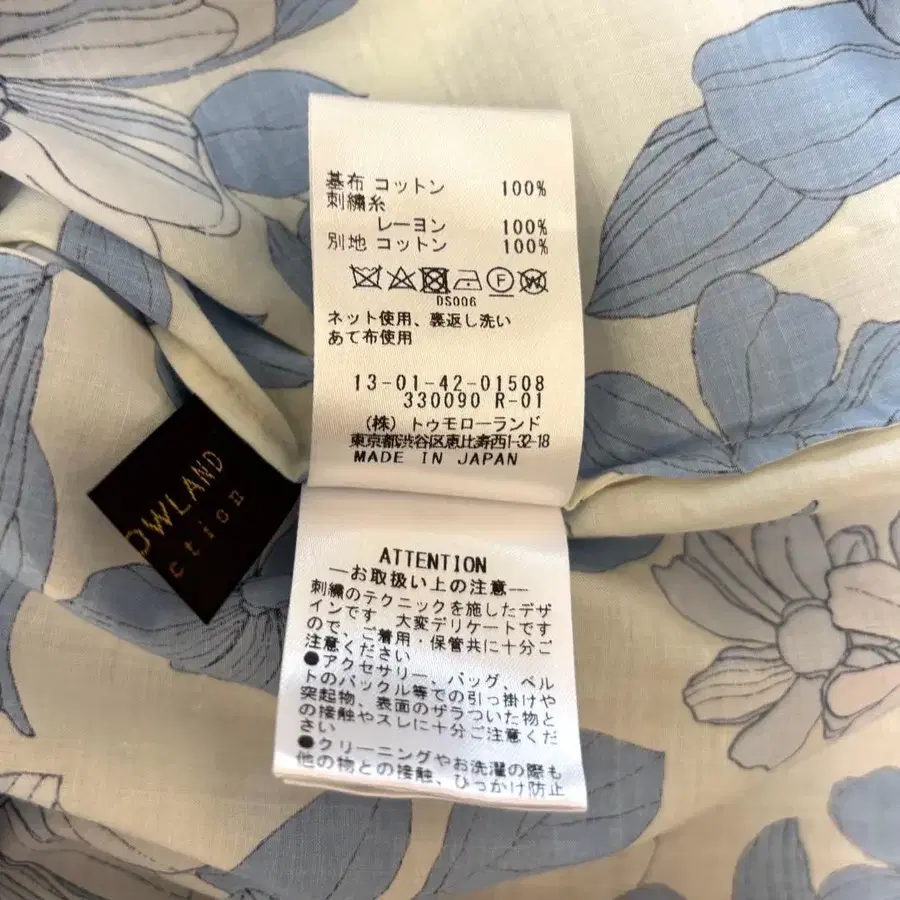 基布 コットン 100%
刺繍糸
レーヨン 100%
別地 コットン 100%
F W
DS006
ネット使用、裏返し洗い
あて布使用
13-01-42-01508
330090 R-01
(株) トゥモローランド
東京都渋谷区恵比寿西1-32-18
MADE IN JAPAN
OWLAND
ction
ATTENTION
―お取扱い上の注意―
刺繍のテクニックを施したデザ
インです 大変デリケートです
ので、ご着用・保管共に十分ご
注意ください
●アクセサリー、バッグ、ベル
トのバックル等での引っ掛けや
突起物、表面のザラついた物と
の接触やスレに十分ご注意くだ
さい
●クリーニングやお洗濯の際も
他の物との接触、ひっかけ防止